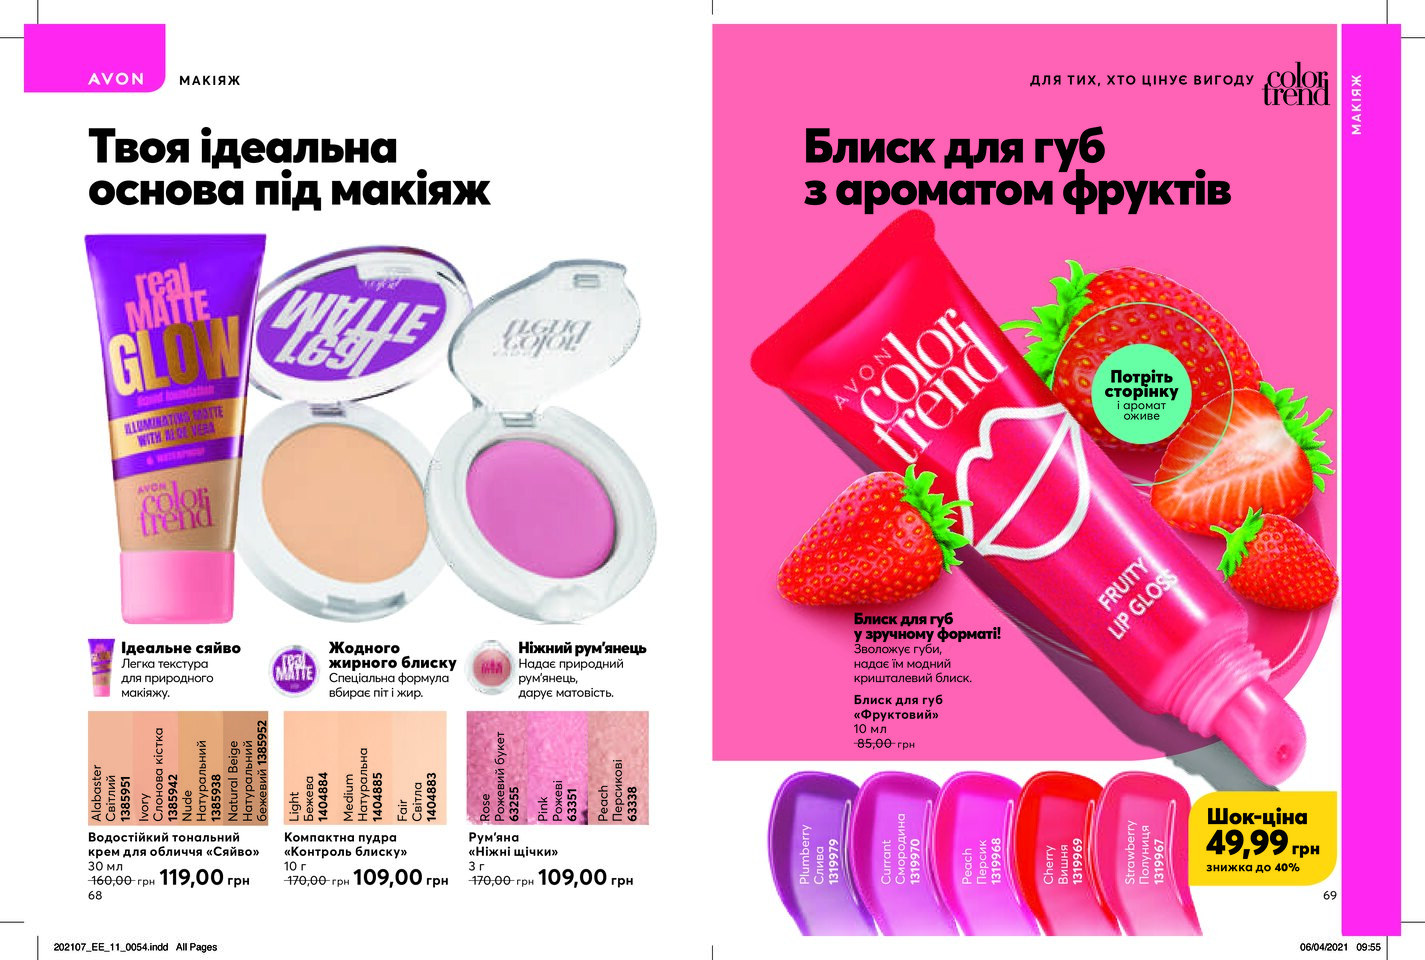 AVON
МАКІЯЖ
Твоя ідеальна
основа під макіяж
real
MATTE
GLOW
ILLUMINATING MATTE
WITH ALOE VERA
WATERPROOF
AVON
color
trend
real
MATTE
color
trend
AVON
Ідеальне сяйво
Легка текстура
для природного
макіяжу.
real
MATTE
Жодного
жирного блиску
Спеціальна формула
вбирає піт і жир.
Ніжний рум’янець
Надає природний
рум’янець,
дарує матовість.
Alabaster
Світлий
1385951
Ivory
Слонова кістка
1385942
Nude
Натуральний
1385938
Natural Beige
Натуральний
бежевий 1385952
Light
Бежева
1404884
Medium
Натуральна
1404885
Fair
Світла
1404883
Rose
Рожевий букет
63255
Pink
Рожеві
63351
Peach
Персикові
63338
Водостійкий тональний
крем для обличчя «Сяйво»
30 мл
160,00 грн 119,00 грн
Компактна пудра
«Контроль блиску»
10 г
170,00 грн 109,00 грн
Рум’яна
«Ніжні щічки»
3 г
170,00 грн 109,00 грн
68
ДЛЯ ТИХ, ХТО ЦІНУЄ ВИГОДУ
color
trend
МАКІЯЖ
Блиск для губ
з ароматом фруктів
AVON
color
trend
FRUITY
LIP GLOSS
Потріть
сторінку
і аромат
оживе
Блиск для губ
у зручному форматі!
Зволожує губи,
надає їм модний
кришталевий блиск.
Блиск для губ
«Фруктовий»
10 мл
85,00 грн
Plumberry
Слива
1319979
Currant
Смородина
1319970
Peach
Персик
1319968
Cherry
Вишня
1319969
Strawberry
Полуниця
1319967
Шок-ціна
49,99 грн
знижка до 40%
69
202107_EE_11_0054.indd   All Pages
06/04/2021   09:55